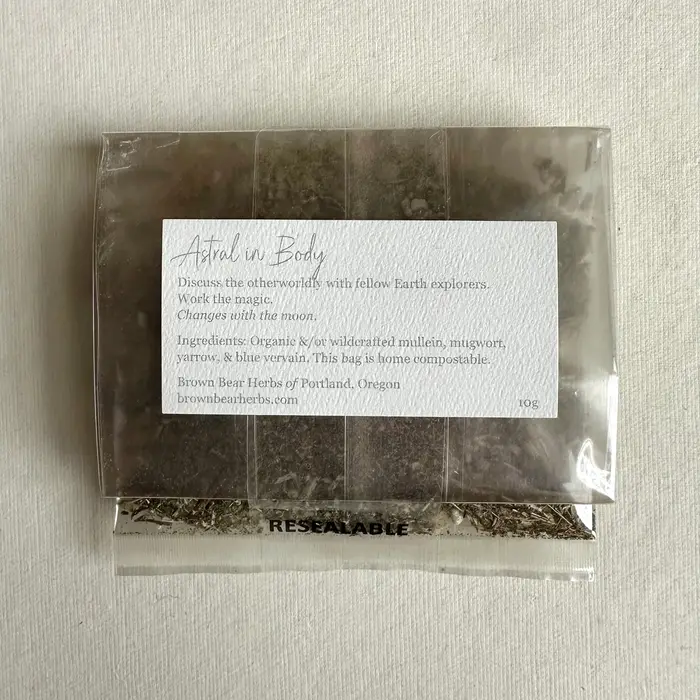 Astral in Body
Discuss the otherworldly with fellow Earth explorers.
Work the magic.
Changes with the moon.
Ingredients: Organic &/or wildcrafted mullein, mugwort,
yarrow, & blue vervain. This bag is home compostable.
Brown Bear Herbs of Portland, Oregon
brownbearherbs.com
10g
RESEALABLE